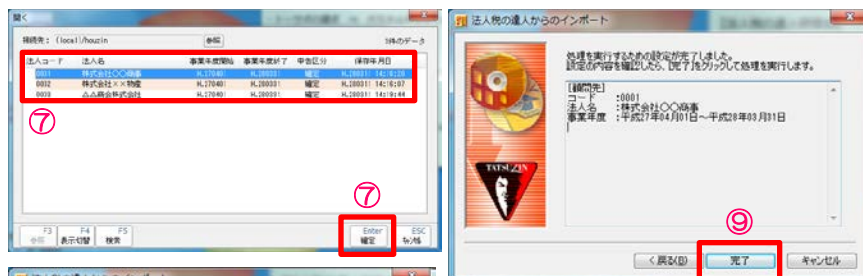 開く
接続先： (local)/houzin
参照
3件のデータ
法人コード 法人名 事業年度開始 事業年度終了 申告区分 保存年月日
0001 株式会社○○商事 H.270401 H.280331 確定
0002 株式会社××物産 H.270401 H.280331 確定
0003 △△商会株式会社 H.270401 H.280331 確定
⑦
⑦
F3 F4 F5 Enter ESC
参照 表示切替 検索 確定 キャンセル
法人税の達人からのインポート
処理を実行するための設定が完了しました。
設定の内容を確認したら、[完了]をクリックして処理を実行します。
[顧問先]
コード :0001
法人名 :株式会社○○商事
事業年度 :平成27年04月01日～平成28年03月31日
TATSUZIN
⑨
< 戻る(B) 完了 キャンセル